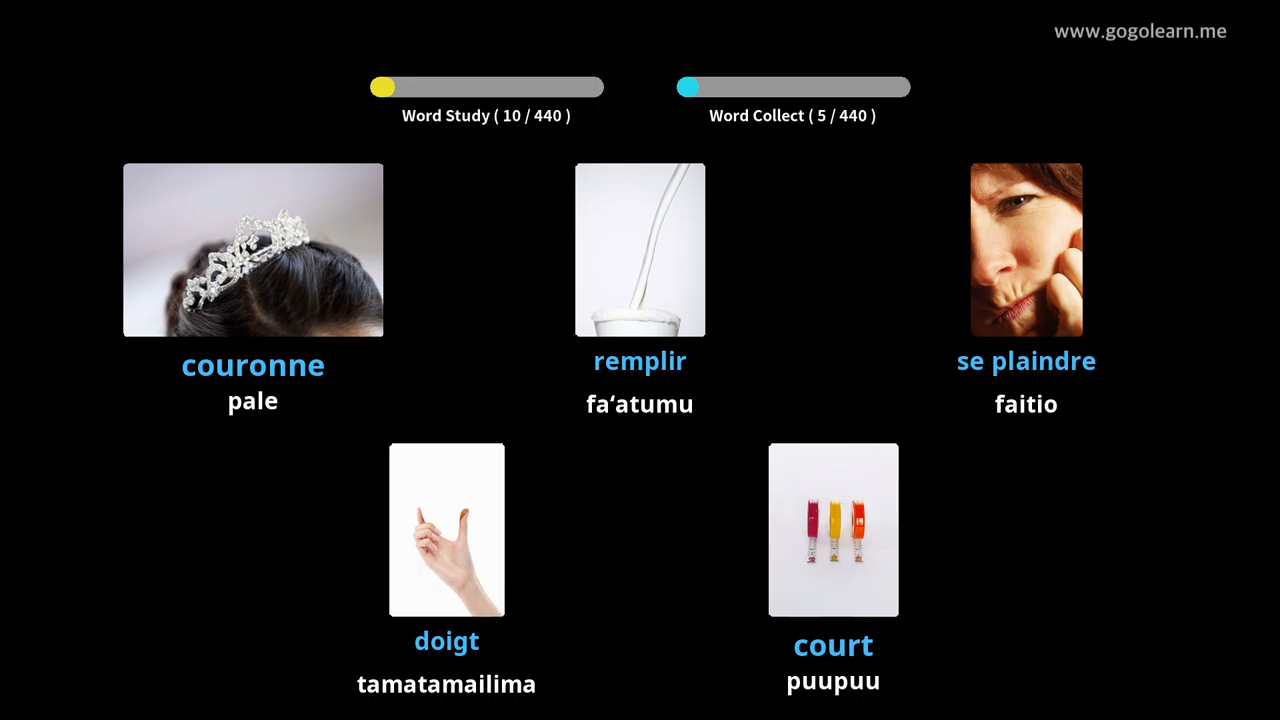 www.gogolearn.me
Word Study ( 10 / 440 )
Word Collect ( 5 / 440 )
couronne
pale
remplir
fa‘atumu
se plaindre
faitio
doigt
tamatamailima
court
puupuu